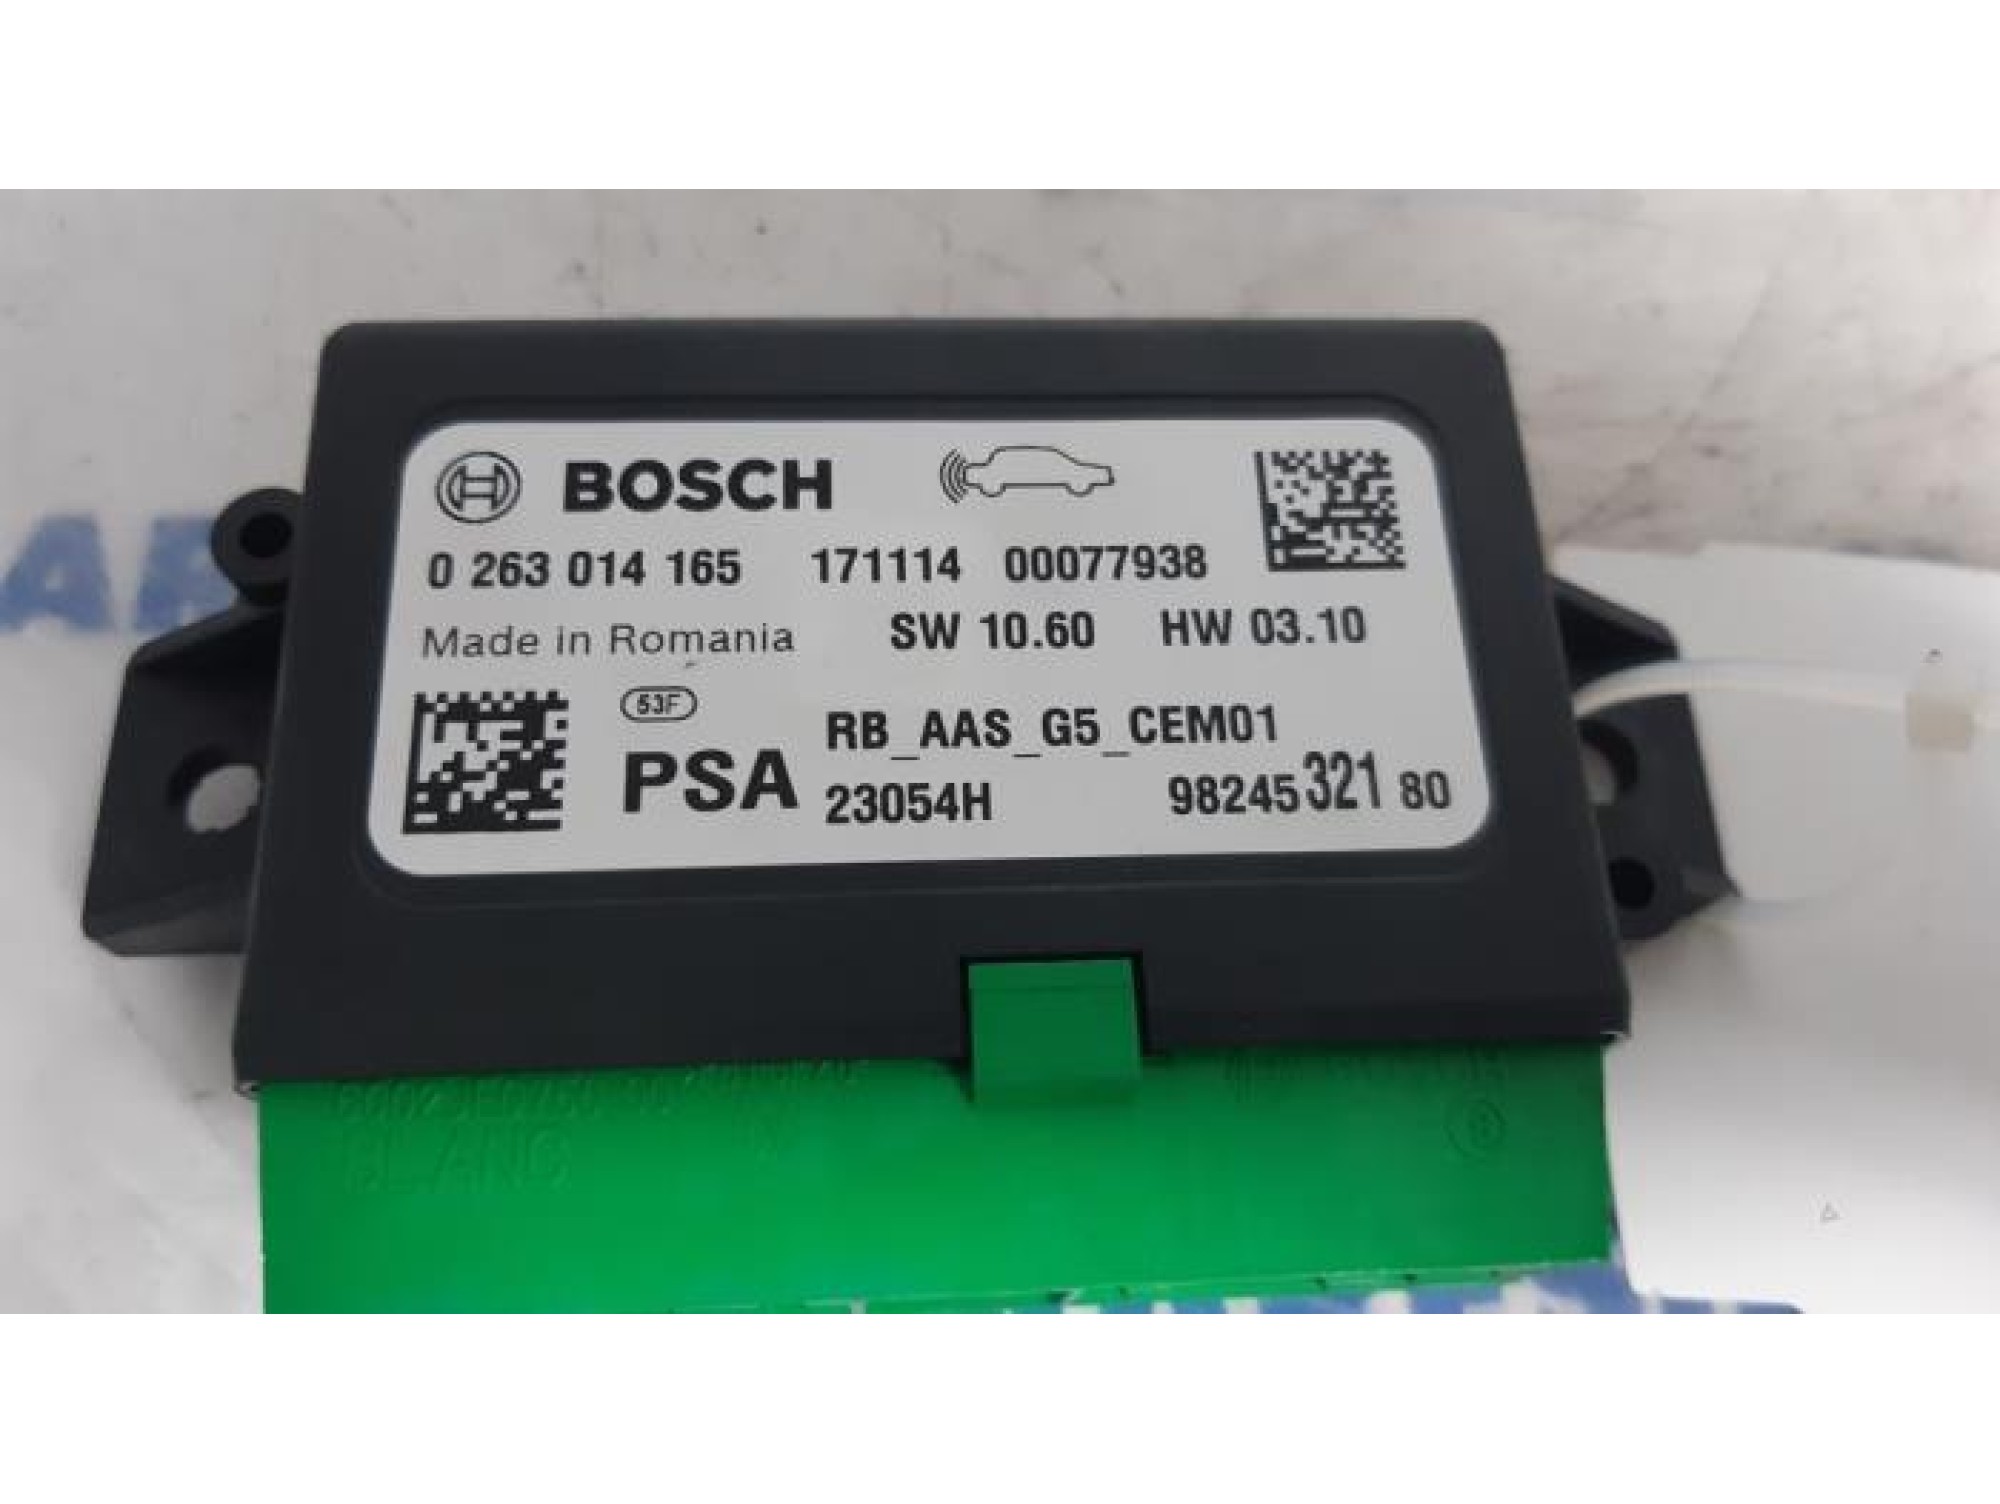 BOSCH
0 263 014 165 171114 00077938
Made in Romania SW 10.60 HW 03.10
53F
PSA RB_AAS_G5_CEM01
23054H 98245 321 80